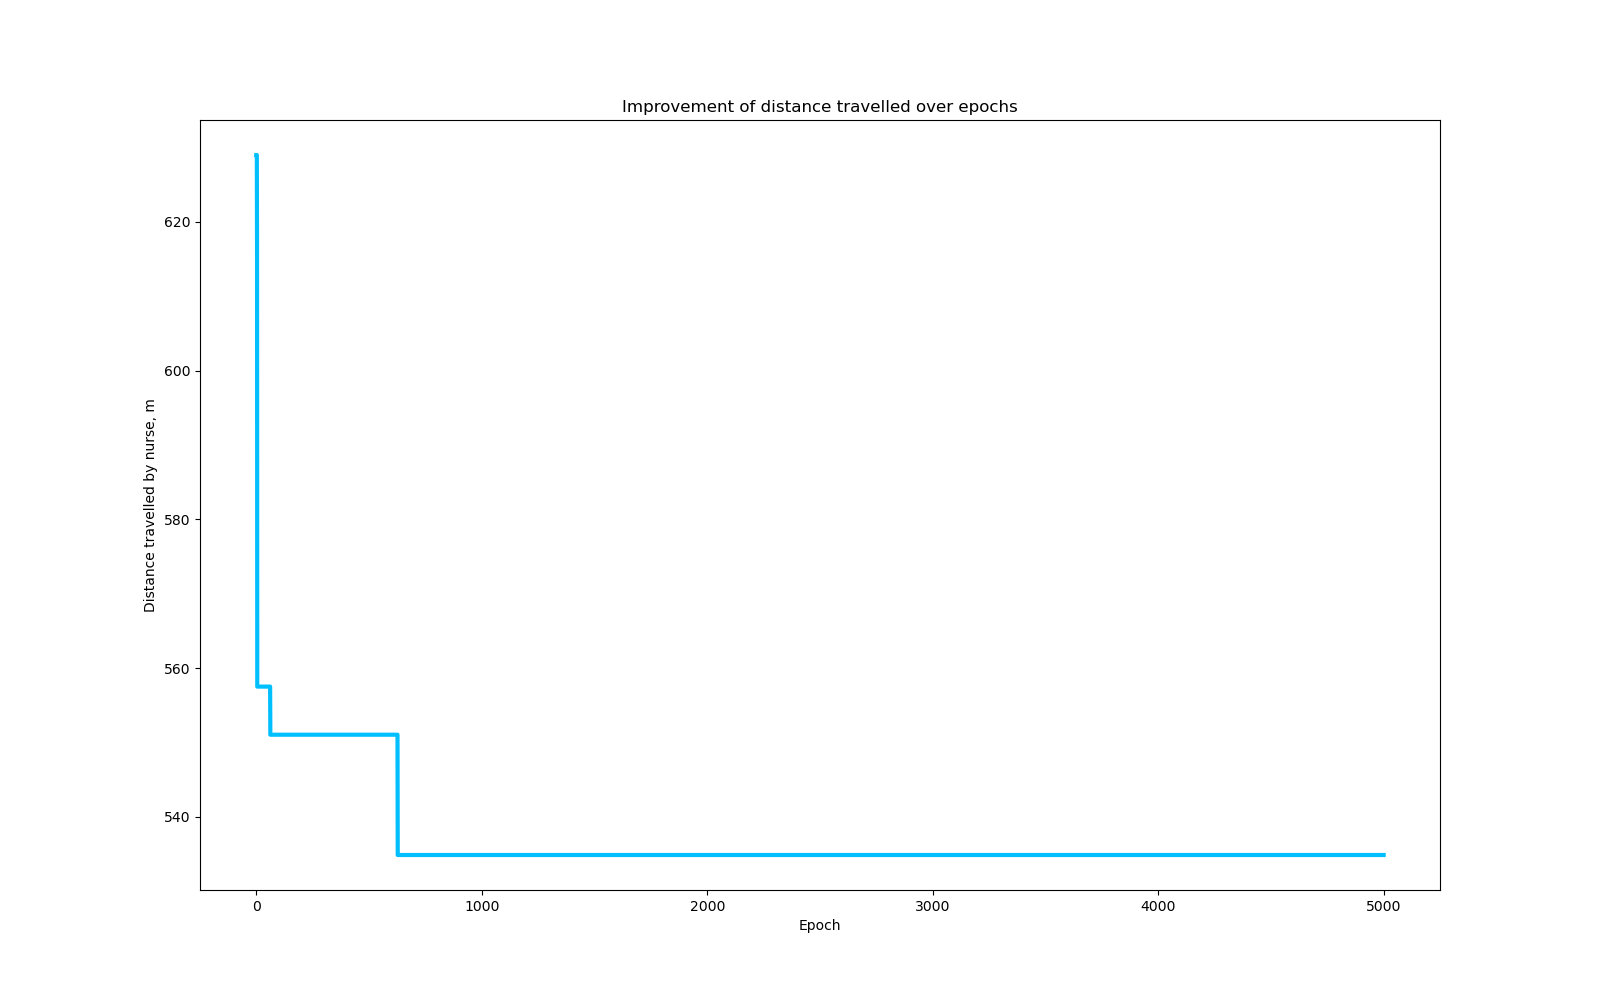 Improvement of distance travelled over epochs
620
600
580
560
540
Distance travelled by nurse, m
0 1000 2000 3000 4000 5000
Epoch